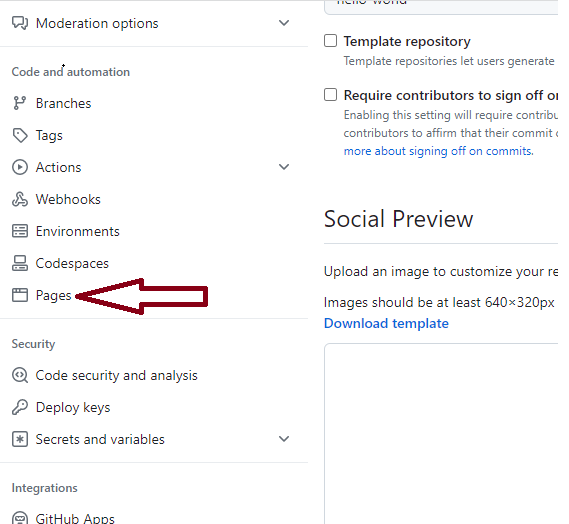 Moderation options
Code and automation
Branches
Tags
Actions
Webhooks
Environments
Codespaces
Pages
Security
Code security and analysis
Deploy keys
Secrets and variables
Integrations
GitHub Apps
hello-world
Template repository
Template repositories let users generate
Require contributors to sign off o
Enabling this setting will require contribu
contributors to affirm that their commit
more about signing off on commits.
Social Preview
Upload an image to customize your re
Images should be at least 640×320px
Download template